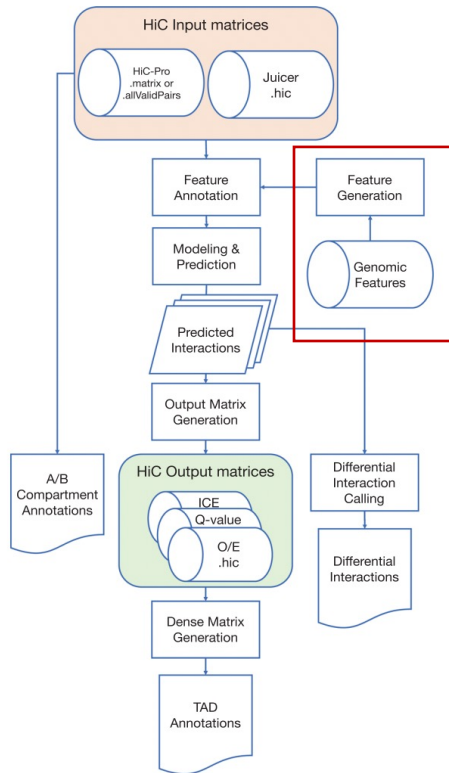 HiC Input matrices
HiC-Pro
.matrix or
.allValidPairs
Juicer
.hic
Feature
Annotation
Feature
Generation
Modeling &
Prediction
Genomic
Features
Predicted
Interactions
Output Matrix
Generation
A/B
Compartment
Annotations
HiC Output matrices
ICE
Q-value
O/E
.hic
Differential
Interaction
Calling
Differential
Interactions
Dense Matrix
Generation
TAD
Annotations